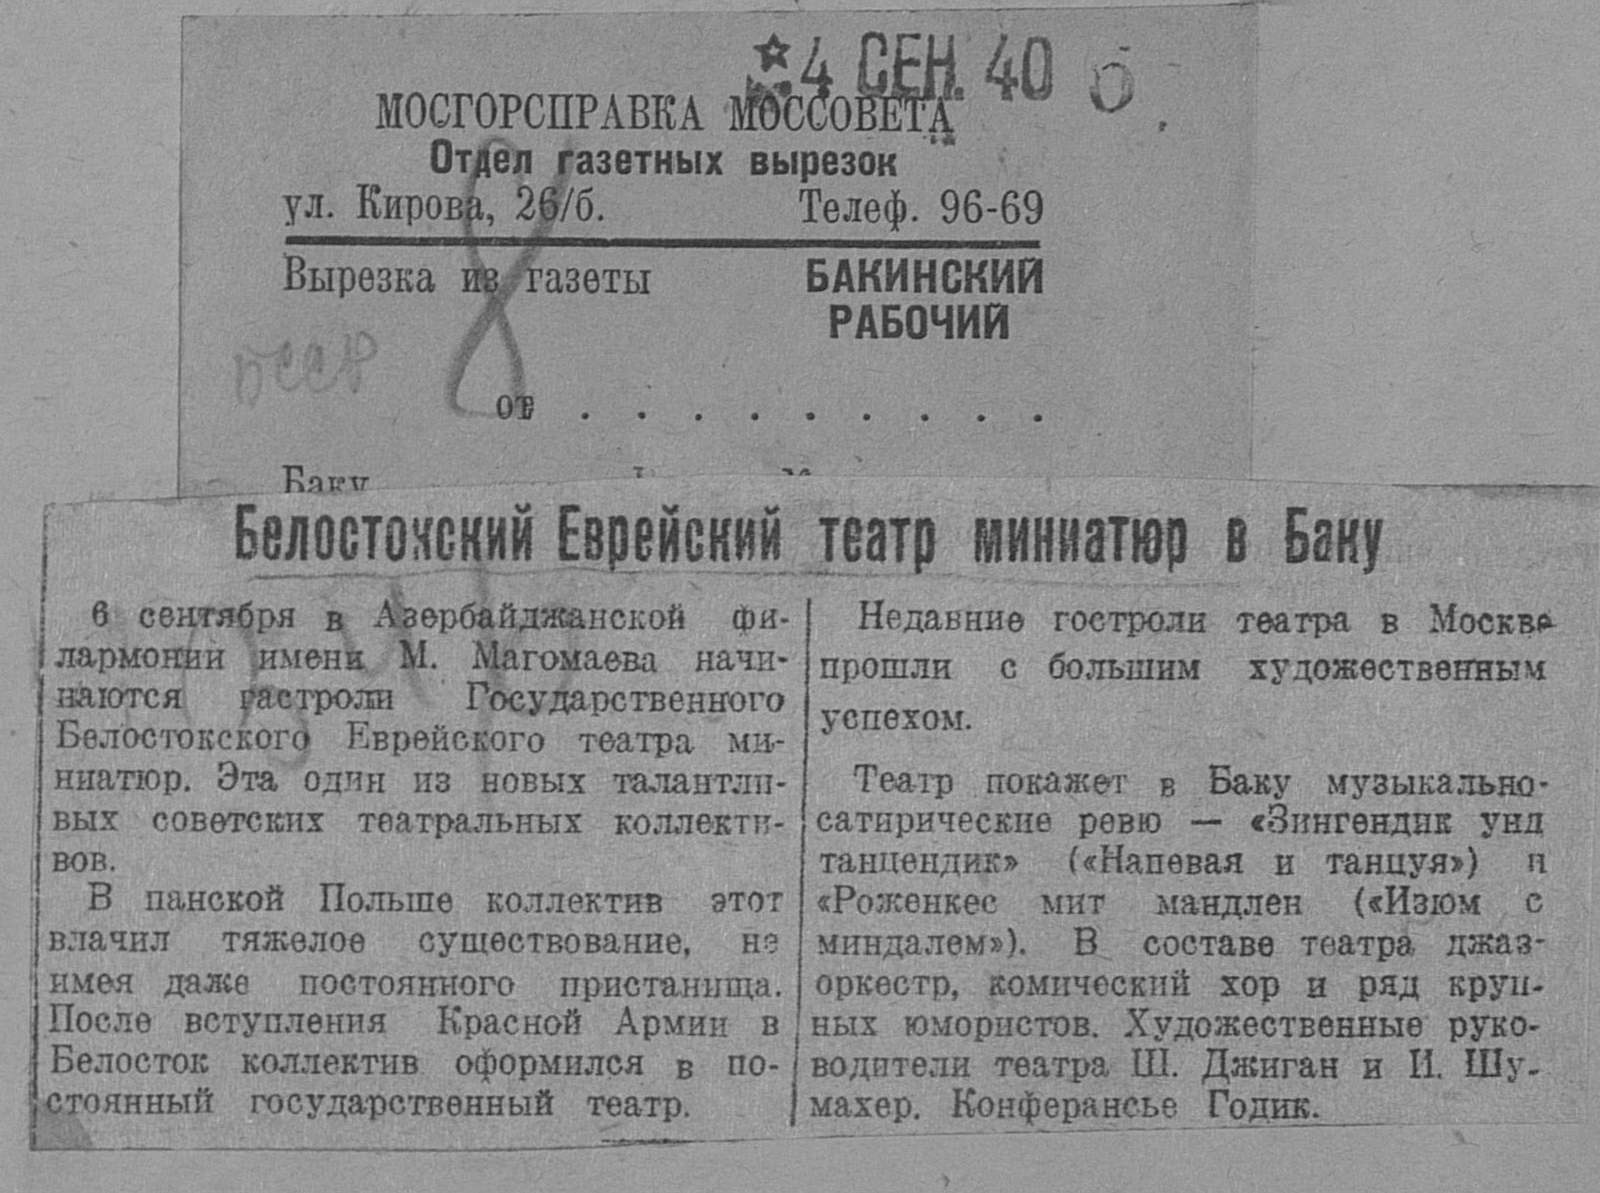 ☆4 СЕН. 40 б
МОСГОРСПРАВКА МОССОВЕТА
Отдел газетных вырезок
ул. Кирова, 26/б. Телеф. 96-69
Вырезка из газеты БАКИНСКИЙ
РАБОЧИЙ
8
БССР
от . . . . . . . . .
Баку
Белостокский Еврейский театр миниатюр в Баку
6 сентября в Азербайджанской фи-
лармонии имени М. Магомаева начи-
наются гастроли Государственного
Белостокского Еврейского театра ми-
ниатюр. Эта один из новых талантли-
вых советских театральных коллекти-
вов.
В панской Польше коллектив этот
влачил тяжелое существование, не
имея даже постоянного пристанища.
После вступления Красной Армии в
Белосток коллектив оформился в по-
стоянный государственный театр.
Недавние гостроли театра в Москве
прошли с большим художественным
успехом.
Театр покажет в Баку музыкально-
сатирические ревю — «Зингендик унд
танцендик» («Напевая и танцуя») и
«Роженкес мит мандлен («Изюм с
миндалем»). В составе театра джаз-
оркестр, комический хор и ряд круп-
ных юмористов. Художественные руко-
водители театра Ш. Джиган и И. Шу-
махер. Конферансье Годик.